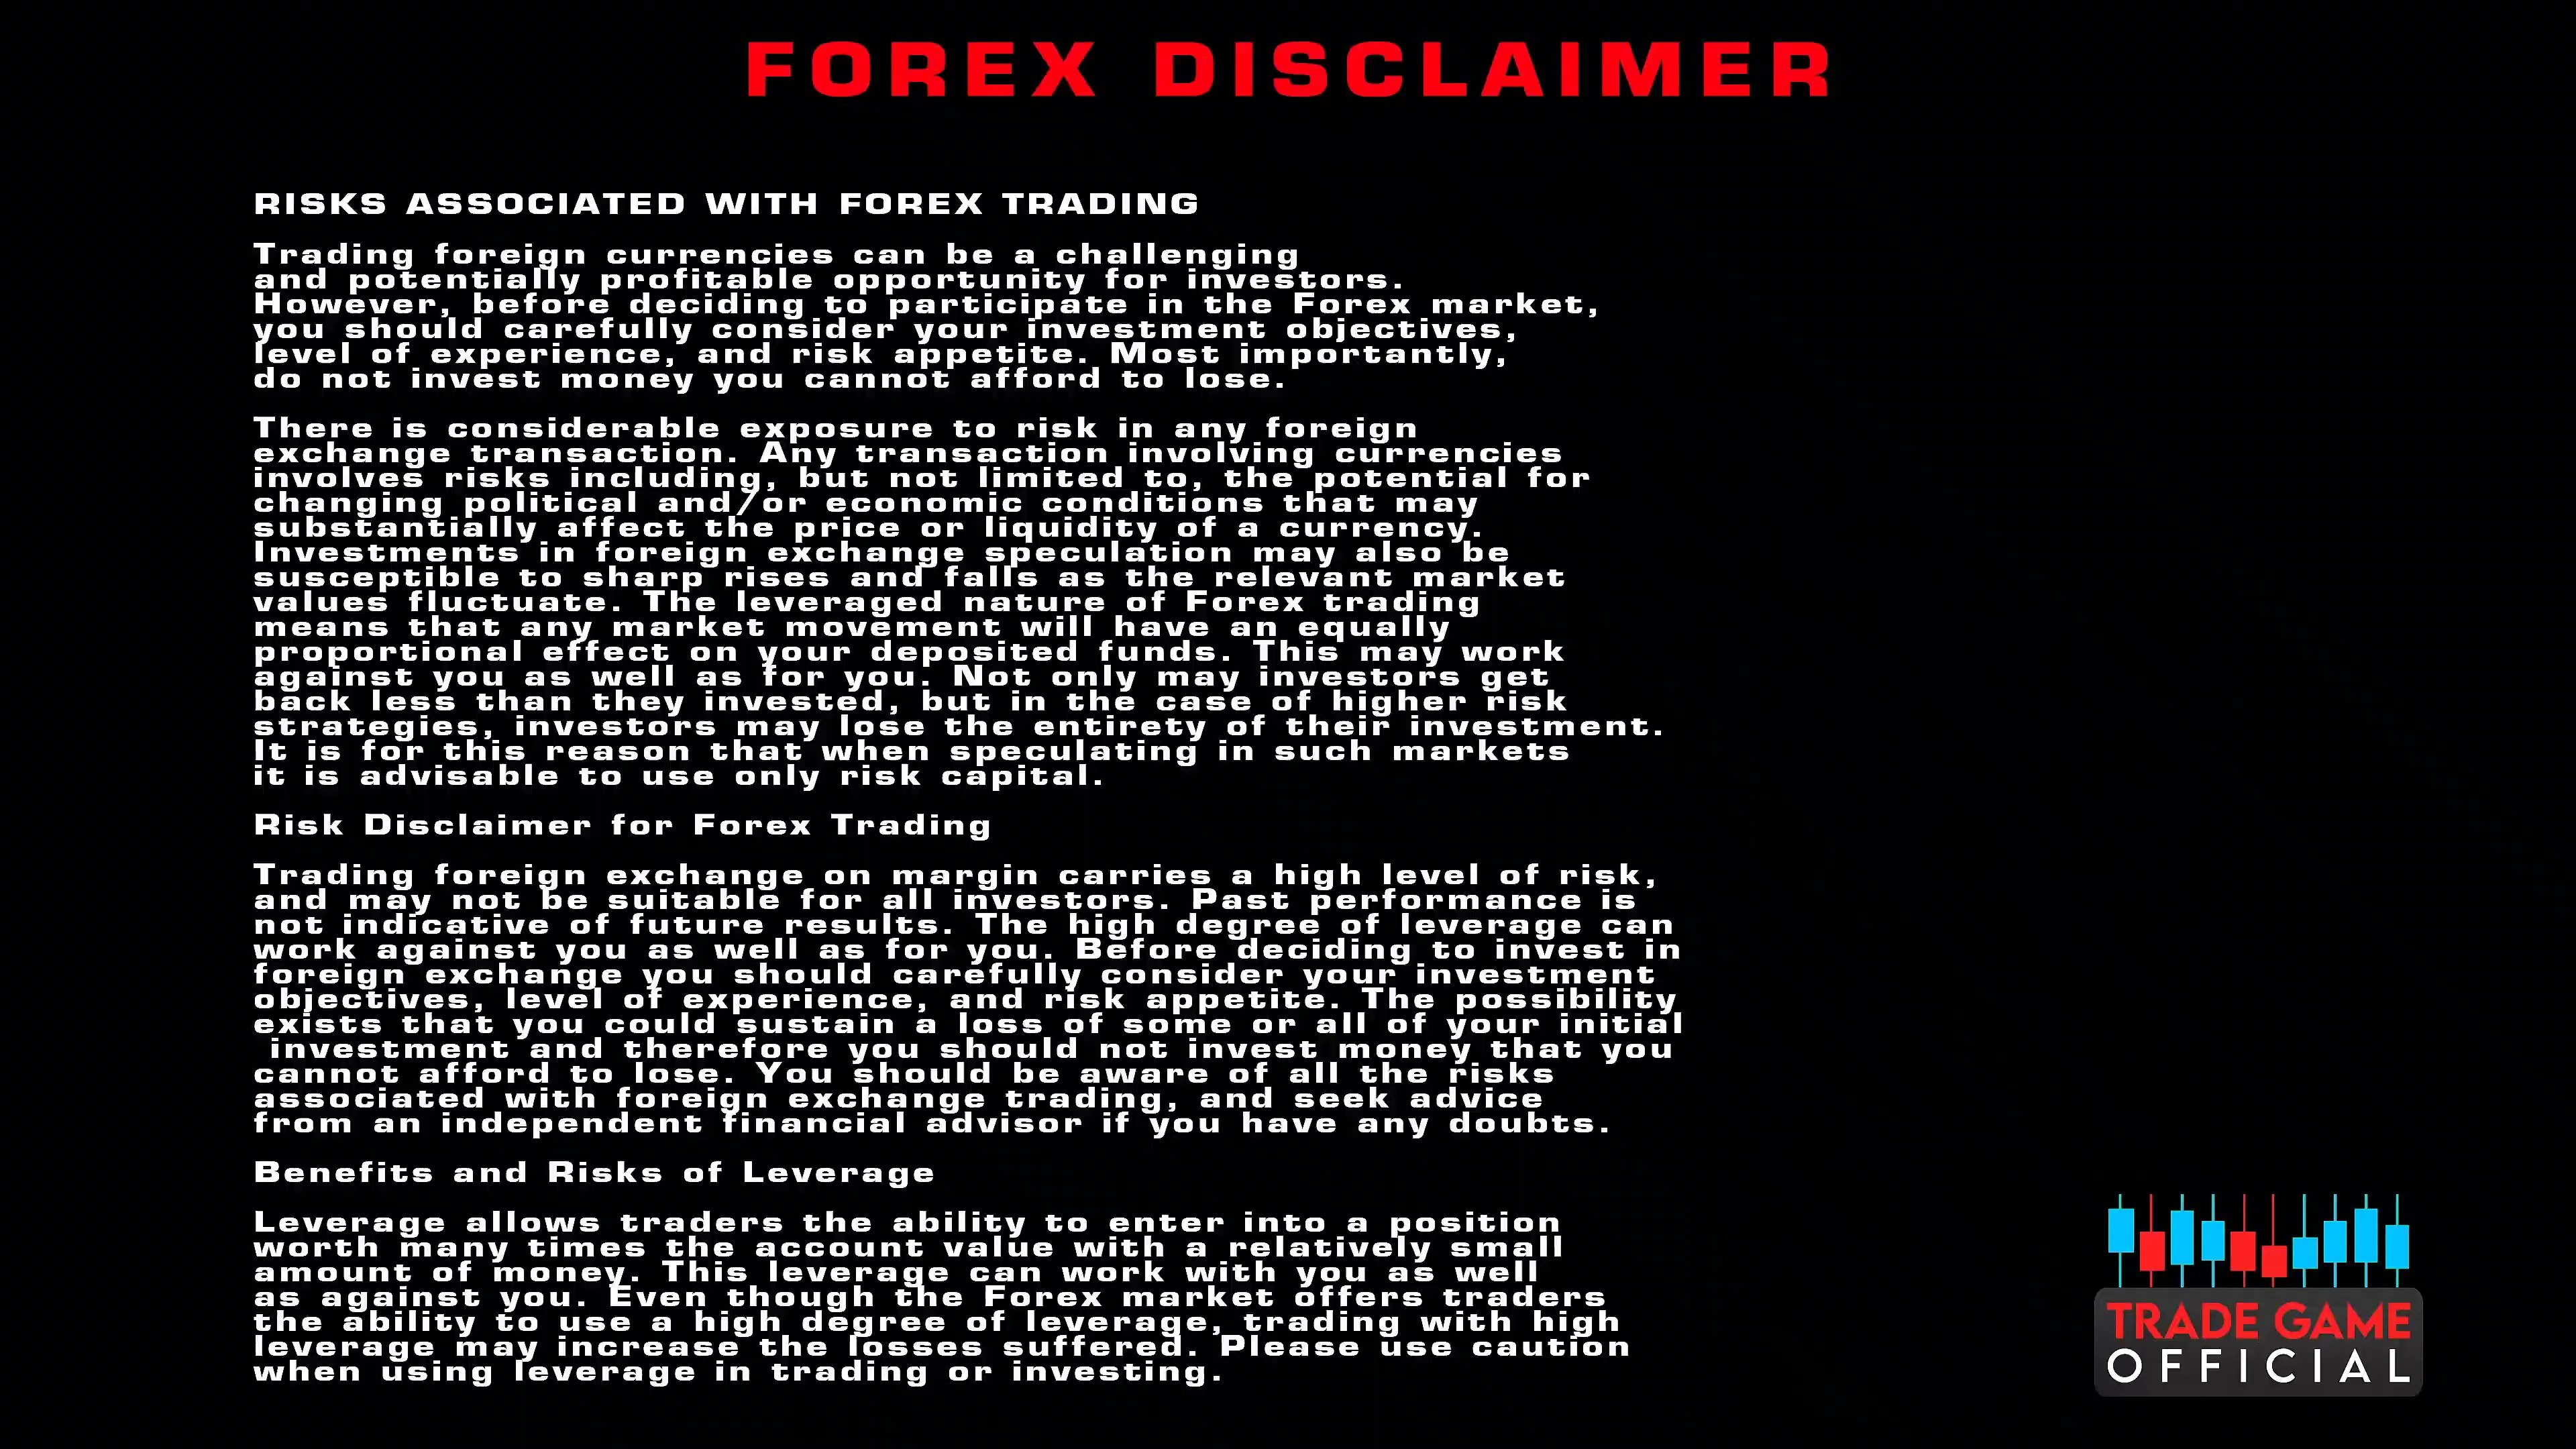 FOREX DISCLAIMER
RISKS ASSOCIATED WITH FOREX TRADING
Trading foreign currencies can be a challenging
and potentially profitable opportunity for investors.
However, before deciding to participate in the Forex market,
you should carefully consider your investment objectives,
level of experience, and risk appetite. Most importantly,
do not invest money you cannot afford to lose.
There is considerable exposure to risk in any foreign
exchange transaction. Any transaction involving currencies
involves risks including, but not limited to, the potential for
changing political and/or economic conditions that may
substantially affect the price or liquidity of a currency.
Investments in foreign exchange speculation may also be
susceptible to sharp rises and falls as the relevant market
values fluctuate. The leveraged nature of Forex trading
means that any market movement will have an equally
proportional effect on your deposited funds. This may work
against you as well as for you. Not only may investors get
back less than they invested, but in the case of higher risk
strategies, investors may lose the entirety of their investment.
It is for this reason that when speculating in such markets
it is advisable to use only risk capital.
Risk Disclaimer for Forex Trading
Trading foreign exchange on margin carries a high level of risk,
and may not be suitable for all investors. Past performance is
not indicative of future results. The high degree of leverage can
work against you as well as for you. Before deciding to invest in
foreign exchange you should carefully consider your investment
objectives, level of experience, and risk appetite. The possibility
exists that you could sustain a loss of some or all of your initial
investment and therefore you should not invest money that you
cannot afford to lose. You should be aware of all the risks
associated with foreign exchange trading, and seek advice
from an independent financial advisor if you have any doubts.
Benefits and Risks of Leverage
Leverage allows traders the ability to enter into a position
worth many times the account value with a relatively small
amount of money. This leverage can work with you as well
as against you. Even though the Forex market offers traders
the ability to use a high degree of leverage, trading with high
leverage may increase the losses suffered. Please use caution
when using leverage in trading or investing.
TRADE GAME
OFFICIAL